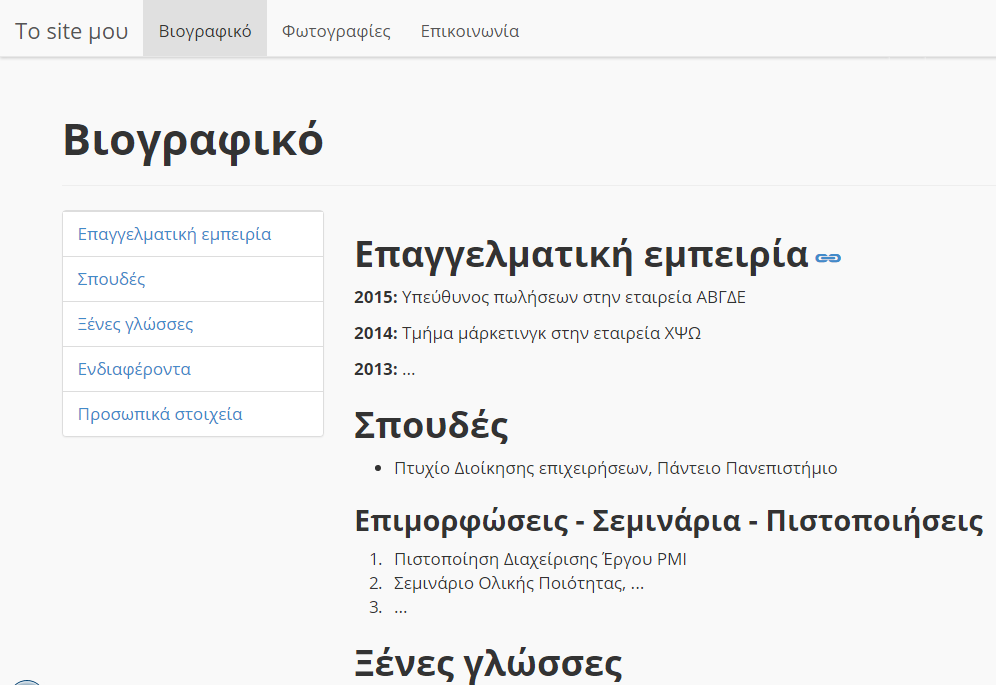 Το site μου
Βιογραφικό
Φωτογραφίες
Επικοινωνία
Βιογραφικό
Επαγγελματική εμπειρία
Σπουδές
Ξένες γλώσσες
Ενδιαφέροντα
Προσωπικά στοιχεία
Επαγγελματική εμπειρία
2015: Υπεύθυνος πωλήσεων στην εταιρεία ΑΒΓΔΕ
2014: Τμήμα μάρκετινγκ στην εταιρεία ΧΨΩ
2013: ...
Σπουδές
• Πτυχίο Διοίκησης επιχειρήσεων, Πάντειο Πανεπιστήμιο
Επιμορφώσεις - Σεμινάρια - Πιστοποιήσεις
1. Πιστοποίηση Διαχείρισης Έργου PMI
2. Σεμινάριο Ολικής Ποιότητας, ...
3. ...
Ξένες γλώσσες